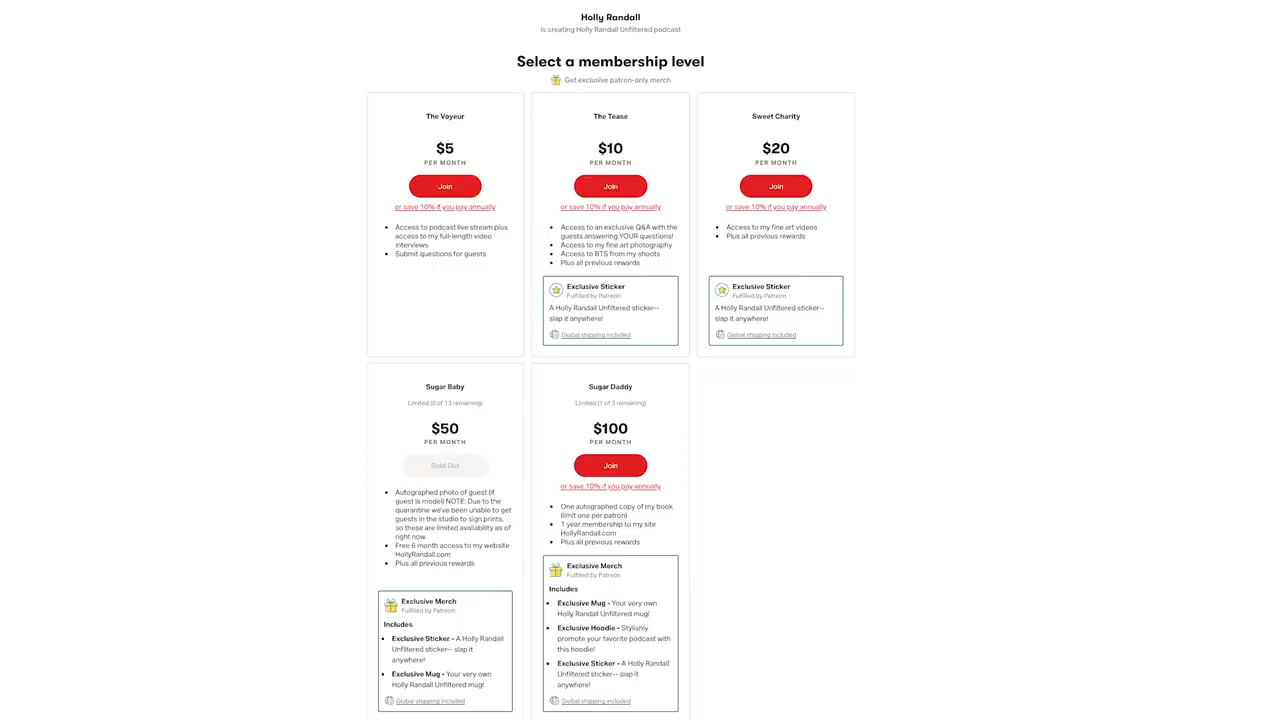 Holly Randall
is creating Holly Randall Unfiltered podcast
Select a membership level
Get exclusive patron-only merch
The Voyeur
$5
PER MONTH
Join
or save 10% if you pay annually
Access to podcast live stream plus
access to my full-length video
interviews
Submit questions for guests
The Tease
$10
PER MONTH
Join
or save 10% if you pay annually
Access to an exclusive Q&A with the
guests answering YOUR questions!
Access to my fine art photography
Access to BTS from my shoots
Plus all previous rewards
Exclusive Sticker
Fulfilled by Patreon
A Holly Randall Unfiltered sticker--
slap it anywhere!
Global shipping included
Sweet Charity
$20
PER MONTH
Join
or save 10% if you pay annually
Access to my fine art videos
Plus all previous rewards
Exclusive Sticker
Fulfilled by Patreon
A Holly Randall Unfiltered sticker--
slap it anywhere!
Global shipping included
Sugar Baby
Limited (0 of 13 remaining)
$50
PER MONTH
Sold Out
Autographed photo of guest (if
guest is model) NOTE: Due to the
quarantine we've been unable to get
guests in the studio to sign prints,
so these are limited availability as of
right now.
Free 6 month access to my website
HollyRandall.com
Plus all previous rewards
Exclusive Merch
Fulfilled by Patreon
Includes
Exclusive Sticker - A Holly Randall
Unfiltered sticker-- slap it
anywhere!
Exclusive Mug - Your very own
Holly Randall Unfiltered mug!
Global shipping included
Sugar Daddy
Limited (1 of 3 remaining)
$100
PER MONTH
Join
or save 10% if you pay annually
One autographed copy of my book
(limit one per patron)
1 year membership to my site
HollyRandall.com
Plus all previous rewards
Exclusive Merch
Fulfilled by Patreon
Includes
Exclusive Mug - Your very own
Holly Randall Unfiltered mug!
Exclusive Hoodie - Stylishly
promote your favorite podcast with
this hoodie!
Exclusive Sticker - A Holly Randall
Unfiltered sticker-- slap it
anywhere!
Global shipping included